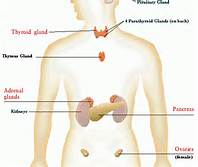 Pituitary Gland
4 Parathyroid Glands (on back)
Thyroid gland
Thymus Gland
Adrenal
glands
Kidneys
Pancreas
Ovaries
(female)